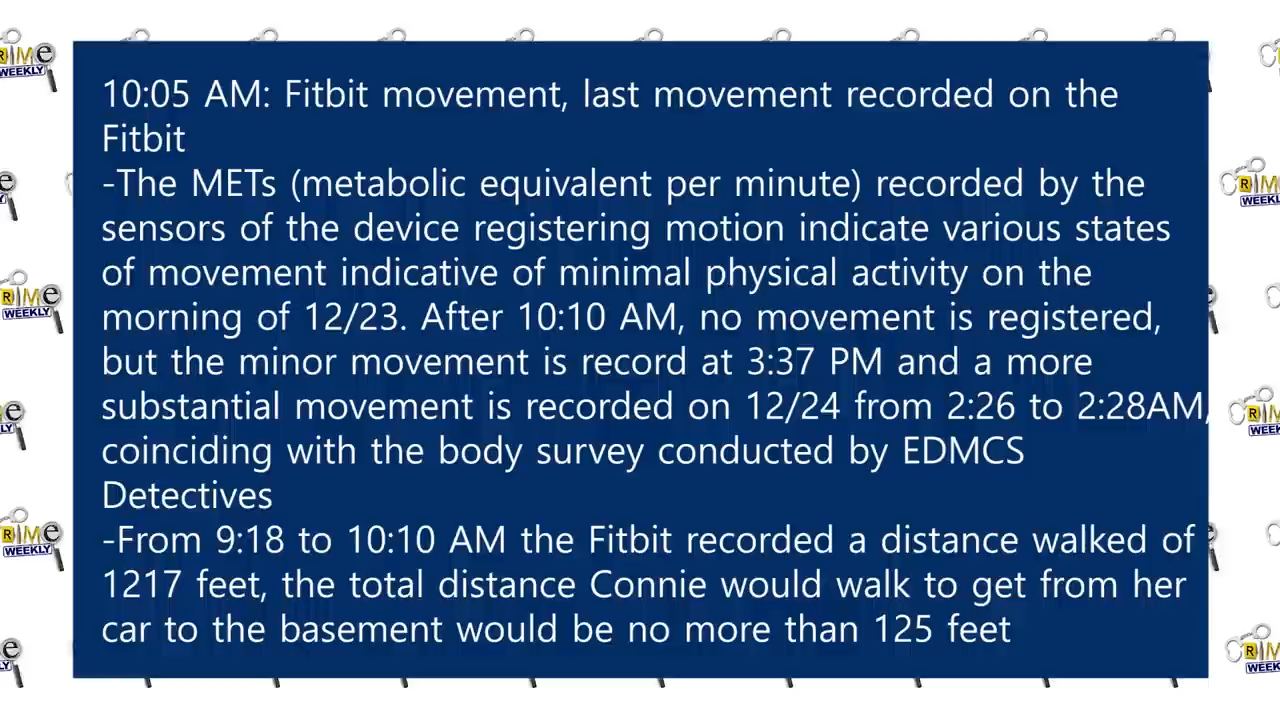 10:05 AM: Fitbit movement, last movement recorded on the
Fitbit
-The METs (metabolic equivalent per minute) recorded by the
sensors of the device registering motion indicate various states
of movement indicative of minimal physical activity on the
morning of 12/23. After 10:10 AM, no movement is registered,
but the minor movement is record at 3:37 PM and a more
substantial movement is recorded on 12/24 from 2:26 to 2:28AM,
coinciding with the body survey conducted by EDMCS
Detectives
-From 9:18 to 10:10 AM the Fitbit recorded a distance walked of
1217 feet, the total distance Connie would walk to get from her
car to the basement would be no more than 125 feet
CRIMe
WEEKLY